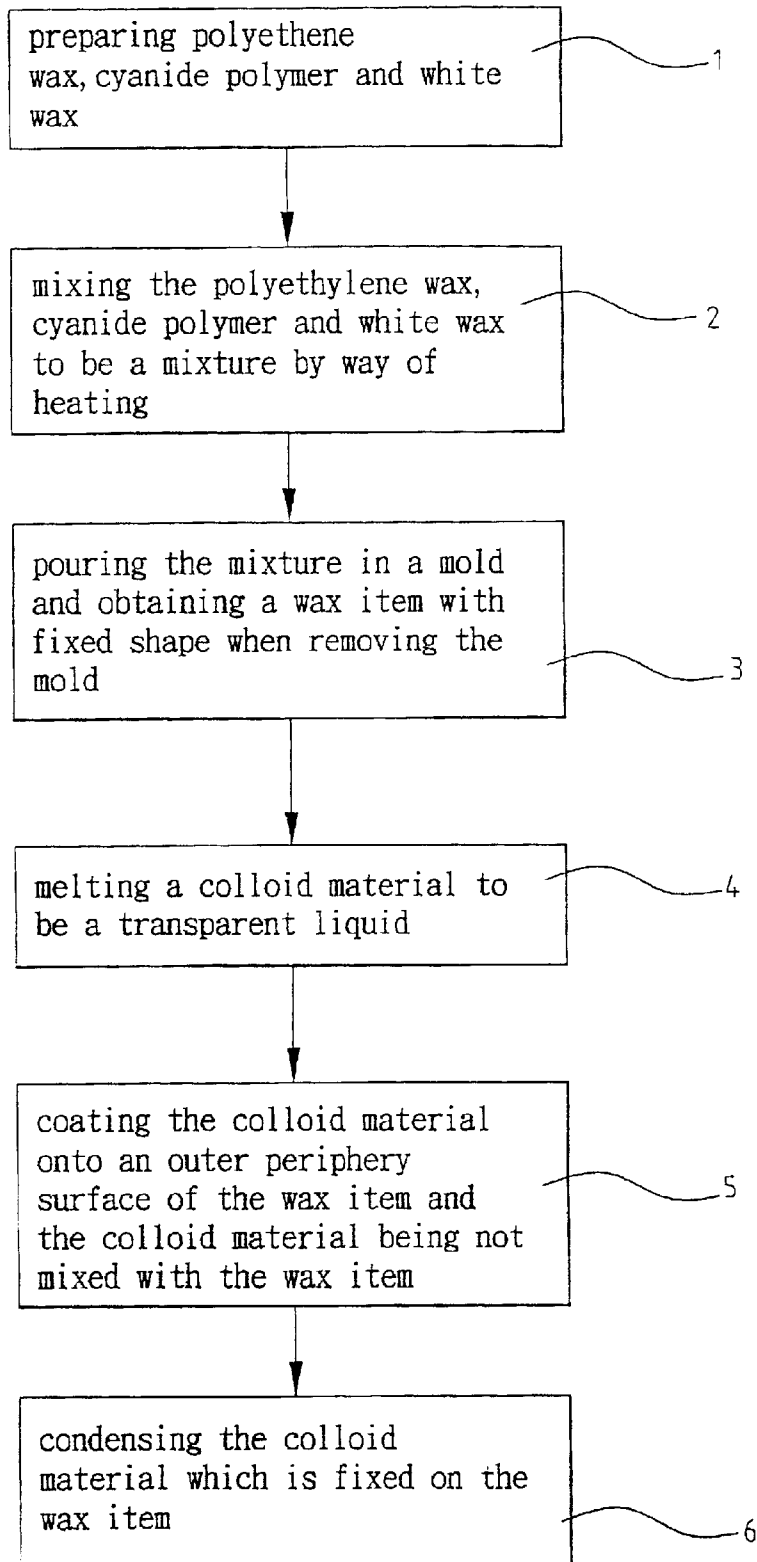 preparing polyethene
wax, cyanide polymer and white
wax
1
mixing the polyethylene wax,
cyanide polymer and white wax
to be a mixture by way of
heating
2
pouring the mixture in a mold
and obtaining a wax item with
fixed shape when removing the
mold
3
melting a colloid material to
be a transparent liquid
4
coating the colloid material
onto an outer periphery
surface of the wax item and
the colloid material being not
mixed with the wax item
5
condensing the colloid
material which is fixed on the
wax item
6